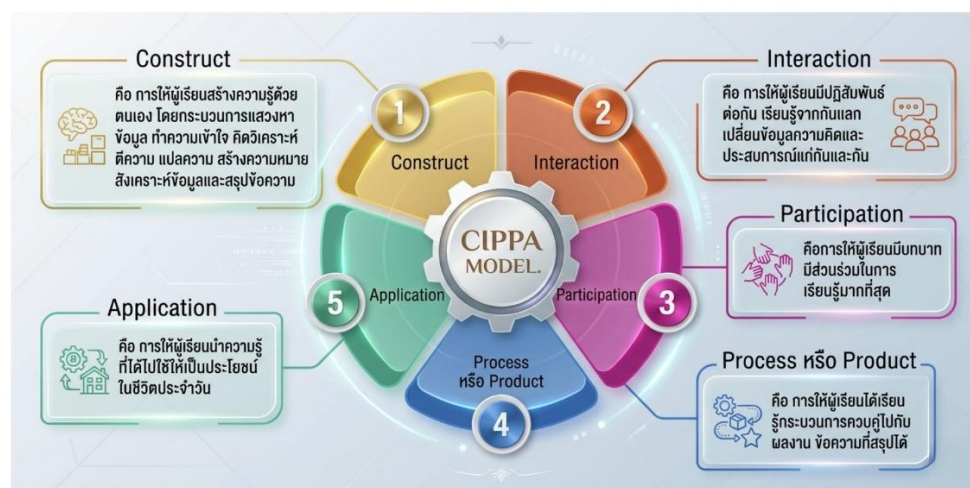 Construct
คือ การให้ผู้เรียนสร้างความรู้ด้วย
ตนเอง โดยกระบวนการแสวงหา
ข้อมูล ทำความเข้าใจ คิดวิเคราะห์
ตีความ แปลความ สร้างความหมาย
สังเคราะห์ข้อมูลและสรุปข้อความ
Interaction
คือ การให้ผู้เรียนมีปฏิสัมพันธ์
ต่อกัน เรียนรู้จากกันแลก
เปลี่ยนข้อมูลความคิดและ
ประสบการณ์แก่กันและกัน
Participation
คือการให้ผู้เรียนมีบทบาท
มีส่วนร่วมในการ
เรียนรู้มากที่สุด
Process หรือ Product
คือ การให้ผู้เรียนได้เรียน
รู้กระบวนการควบคู่ไปกับ
ผลงาน ข้อความที่สรุปได้
Application
คือ การให้ผู้เรียนนำความรู้
ที่ได้ไปใช้ให้เป็นประโยชน์
ในชีวิตประจำวัน
1
Construct
2
Interaction
3
Participation
4
Process
หรือ Product
5
Application
CIPPA
MODEL.